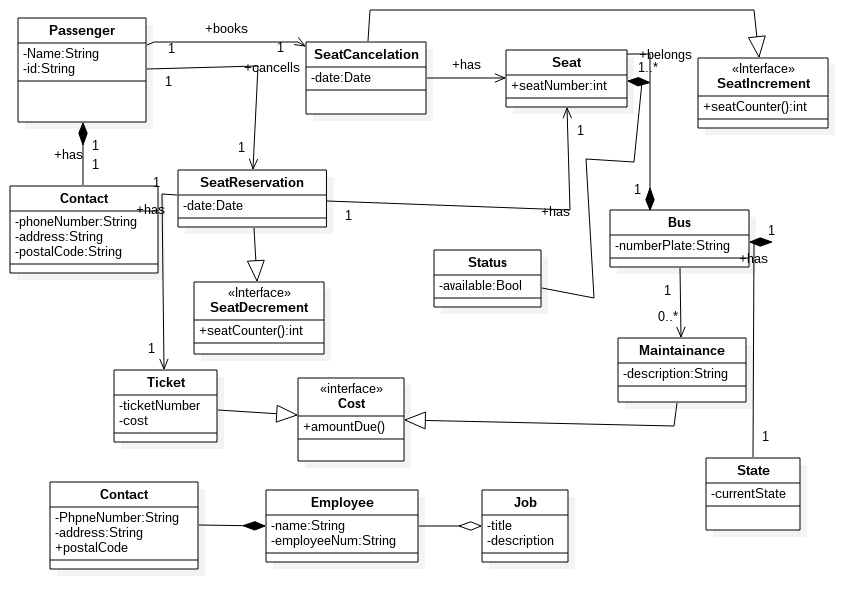 Passenger
-Name:String
-id:String
1
+books
1
SeatCancelation
-date:Date
+has
Seat
+seatNumber:int
+belongs
1..*
«Interface»
SeatIncrement
+seatCounter():int
1
+cancells
1
1
+has
1
Contact
-phoneNumber:String
-address:String
-postalCode:String
1
+has
1
SeatReservation
-date:Date
1
1
+has
1
Bus
-numberPlate:String
1
+has
Status
-available:Bool
«Interface»
SeatDecrement
+seatCounter():int
1
0..*
Maintainance
-description:String
1
Ticket
-ticketNumber
-cost
«interface»
Cost
+amountDue()
1
State
-currentState
Contact
-PhpneNumber:String
-address:String
+postalCode
Employee
-name:String
-employeeNum:String
Job
-title
-description